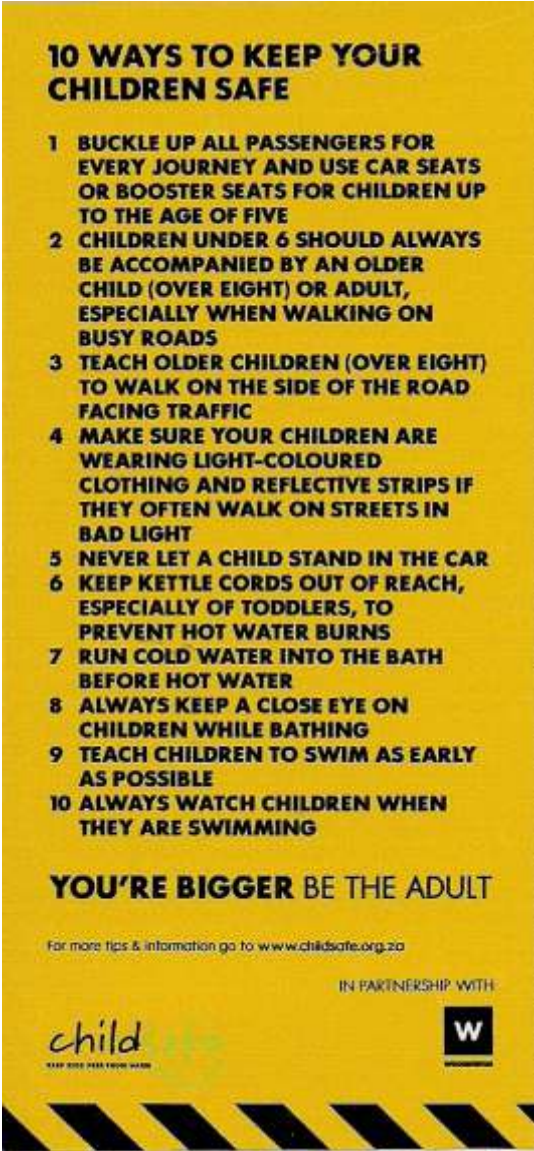 10 WAYS TO KEEP YOUR
CHILDREN SAFE
1 BUCKLE UP ALL PASSENGERS FOR
EVERY JOURNEY AND USE CAR SEATS
OR BOOSTER SEATS FOR CHILDREN UP
TO THE AGE OF FIVE
2 CHILDREN UNDER 6 SHOULD ALWAYS
BE ACCOMPANIED BY AN OLDER
CHILD (OVER EIGHT) OR ADULT,
ESPECIALLY WHEN WALKING ON
BUSY ROADS
3 TEACH OLDER CHILDREN (OVER EIGHT)
TO WALK ON THE SIDE OF THE ROAD
FACING TRAFFIC
4 MAKE SURE YOUR CHILDREN ARE
WEARING LIGHT-COLOURED
CLOTHING AND REFLECTIVE STRIPS IF
THEY OFTEN WALK ON STREETS IN
BAD LIGHT
5 NEVER LET A CHILD STAND IN THE CAR
6 KEEP KETTLE CORDS OUT OF REACH,
ESPECIALLY OF TODDLERS, TO
PREVENT HOT WATER BURNS
7 RUN COLD WATER INTO THE BATH
BEFORE HOT WATER
8 ALWAYS KEEP A CLOSE EYE ON
CHILDREN WHILE BATHING
9 TEACH CHILDREN TO SWIM AS EARLY
AS POSSIBLE
10 ALWAYS WATCH CHILDREN WHEN
THEY ARE SWIMMING
YOU'RE BIGGER BE THE ADULT
For more tips & information go to www.childsafe.org.za
IN PARTNERSHIP WITH
child
W